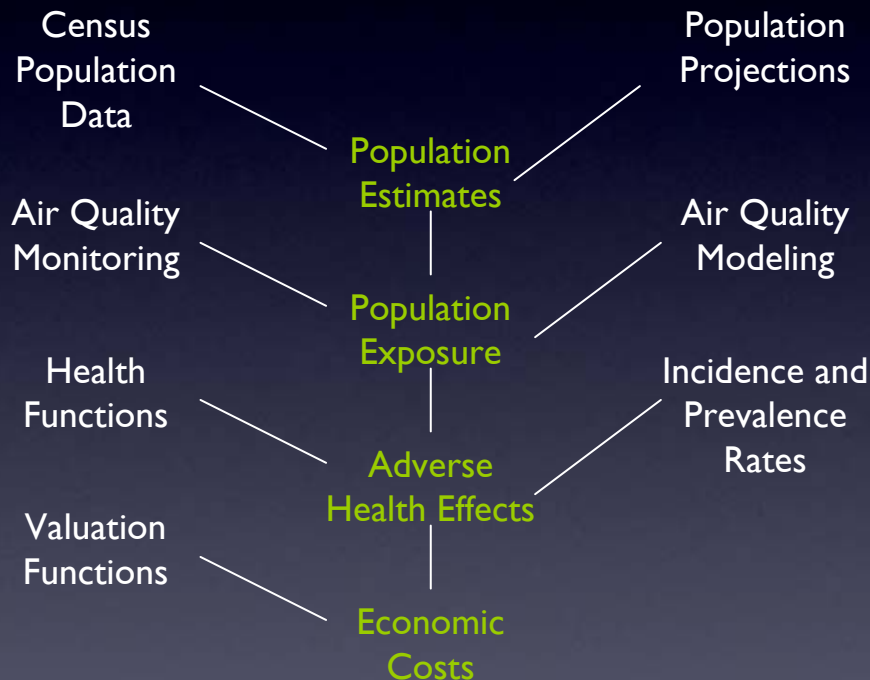 Census
Population
Data
Population
Projections
Population
Estimates
Air Quality
Monitoring
Air Quality
Modeling
Population
Exposure
Health
Functions
Incidence and
Prevalence
Rates
Adverse
Health Effects
Valuation
Functions
Economic
Costs